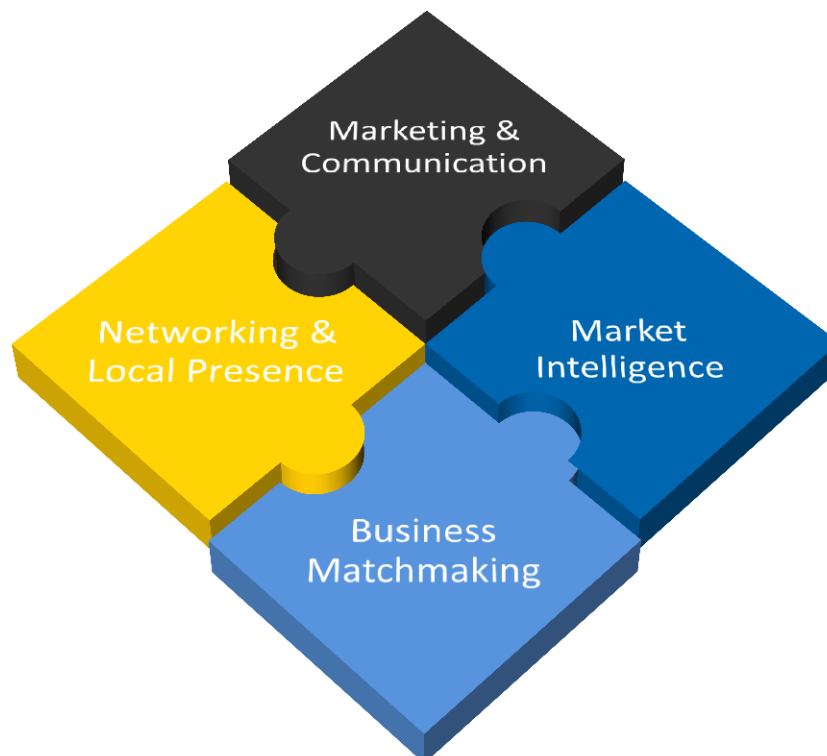 Marketing &
Communication
Networking &
Local Presence
Market
Intelligence
Business
Matchmaking